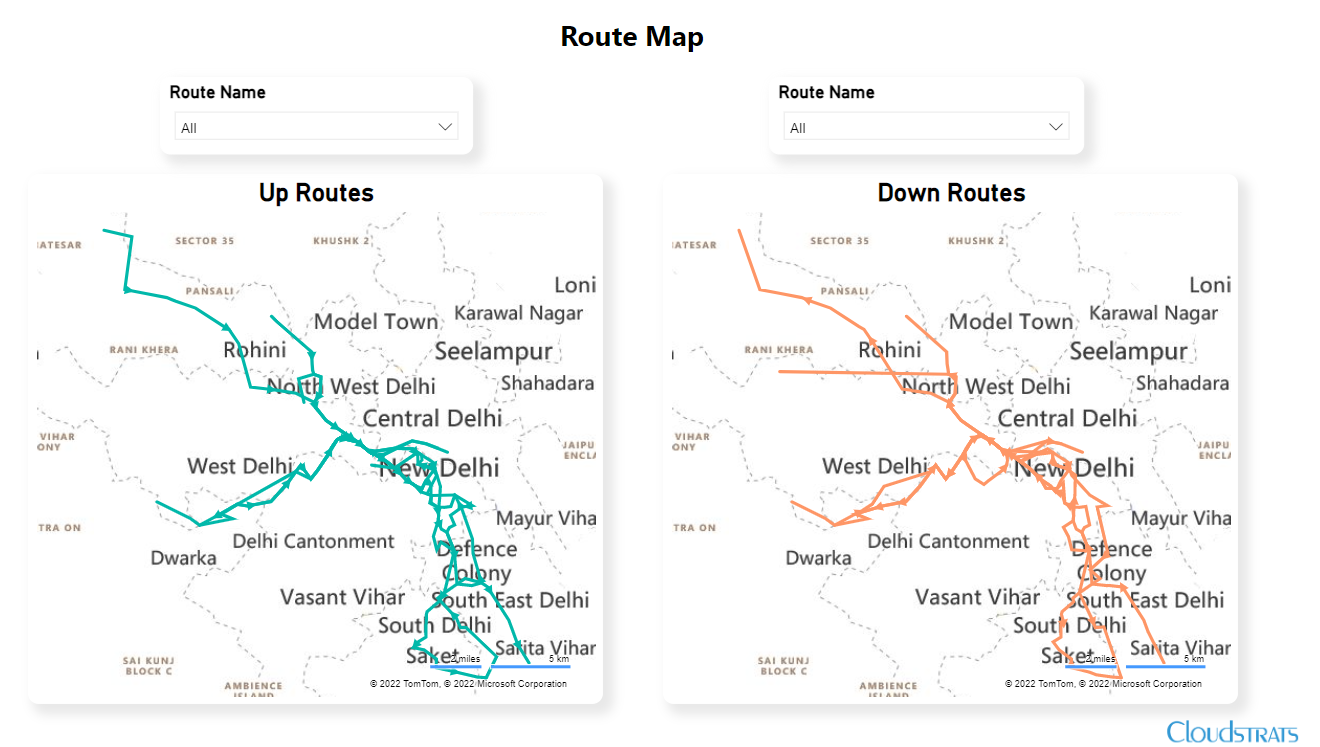 Route Map
Route Name
All
Route Name
All
Up Routes
IATESAR
SECTOR 35
KHUSHK 2
PANSALI
Loni
Karawal Nagar
Model Town
RANI KHERA
Rohini
Seelampur
North West Delhi
Shahadara
Central Delhi
VIHAR
ONY
JAIPU
ENCL
West Delhi
New Delhi
TRA ON
Mayur Viha
Delhi Cantonment
Dwarka
Defence
Colony
Vasant Vihar
South East Delhi
South Delhi
Saket
Sarita Vihar
2 miles
5 km
SAI KUNJ
BLOCK C
AMBIENCE
ISLAND
© 2022 TomTom, © 2022 Microsoft Corporation
Down Routes
IATESAR
SECTOR 35
KHUSHK 2
PANSALI
Loni
Karawal Nagar
Model Town
RANI KHERA
Rohini
Seelampur
North West Delhi
Shahadara
Central Delhi
VIHAR
ONY
JAIPU
ENCL
West Delhi
New Delhi
TRA ON
Mayur Viha
Delhi Cantonment
Dwarka
Defence
Colony
Vasant Vihar
South East Delhi
South Delhi
Saket
Sarita Vihar
2 miles
5 km
SAI KUNJ
BLOCK C
AMBIENCE
ISLAND
© 2022 TomTom, © 2022 Microsoft Corporation
CLOUDSTRATS